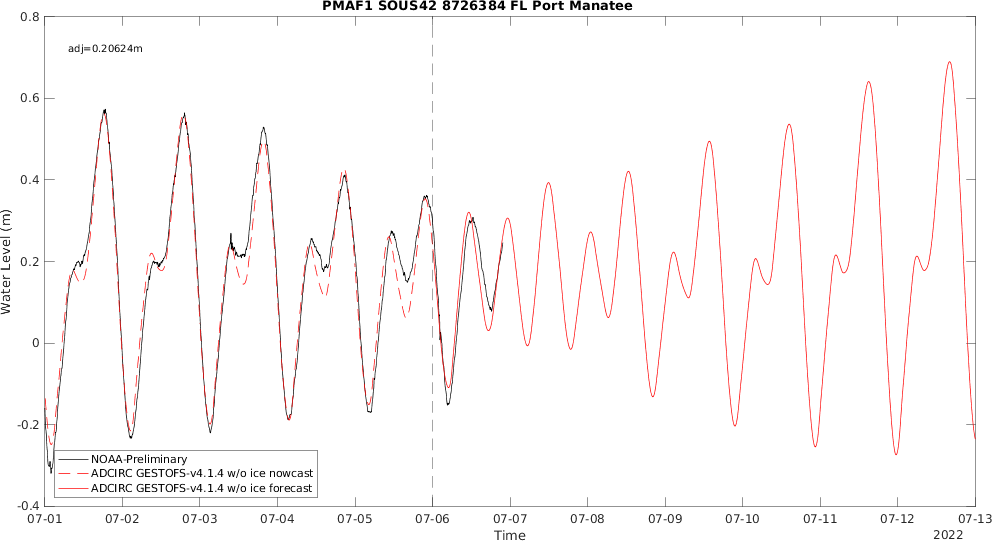 PMAF1 SOUS42 8726384 FL Port Manatee
adj=0.20624m
Water Level (m)
0.8
0.6
0.4
0.2
0
-0.2
-0.4
NOAA-Preliminary
ADCIRC GESTOFS-v4.1.4 w/o ice nowcast
ADCIRC GESTOFS-v4.1.4 w/o ice forecast
07-01 07-02 07-03 07-04 07-05 07-06 07-07 07-08 07-09 07-10 07-11 07-12 07-13
Time
2022